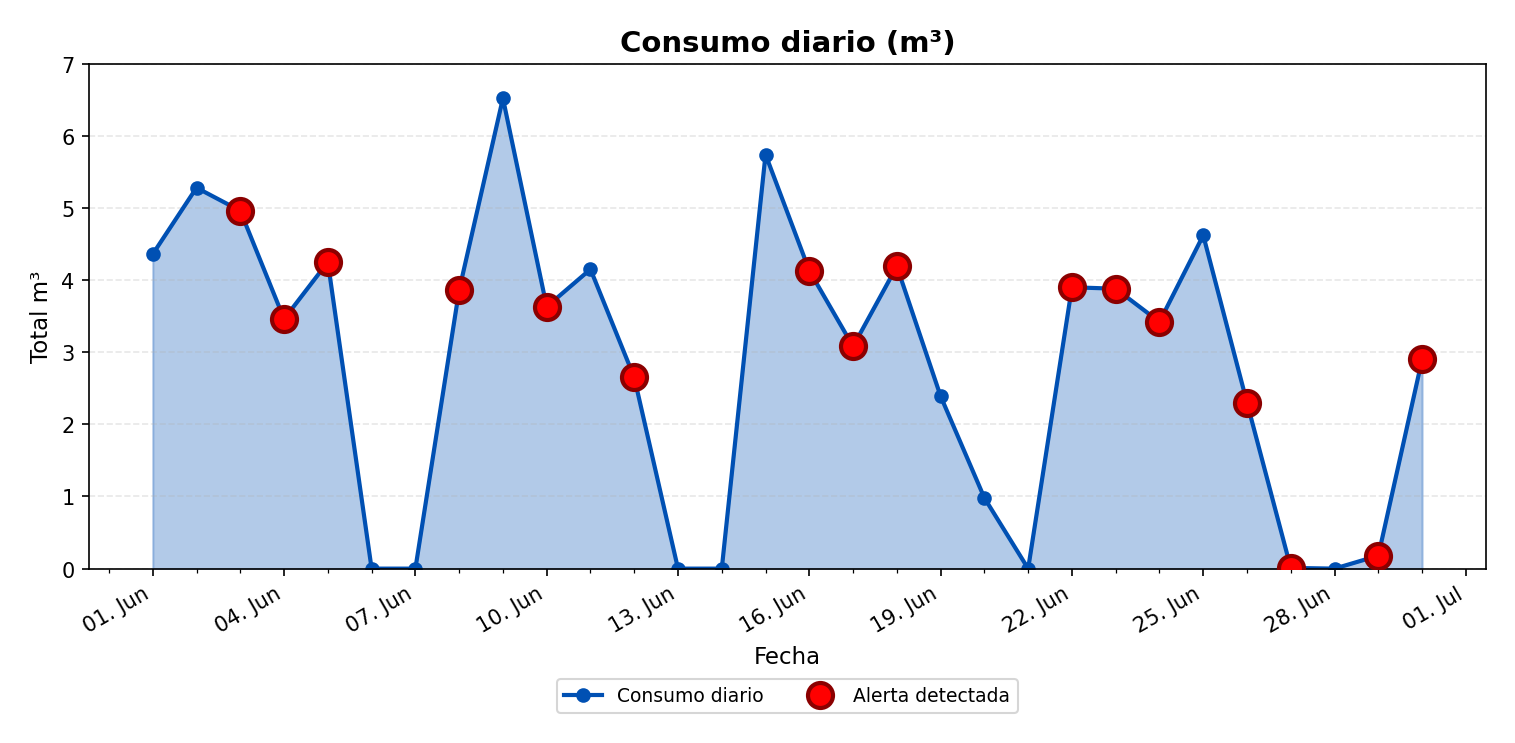 Consumo diario (m³)
7
6
5
4
3
2
1
0
Total m³
01. Jun
04. Jun
07. Jun
10. Jun
13. Jun
16. Jun
19. Jun
22. Jun
25. Jun
28. Jun
01. Jul
Fecha
Consumo diario
Alerta detectada